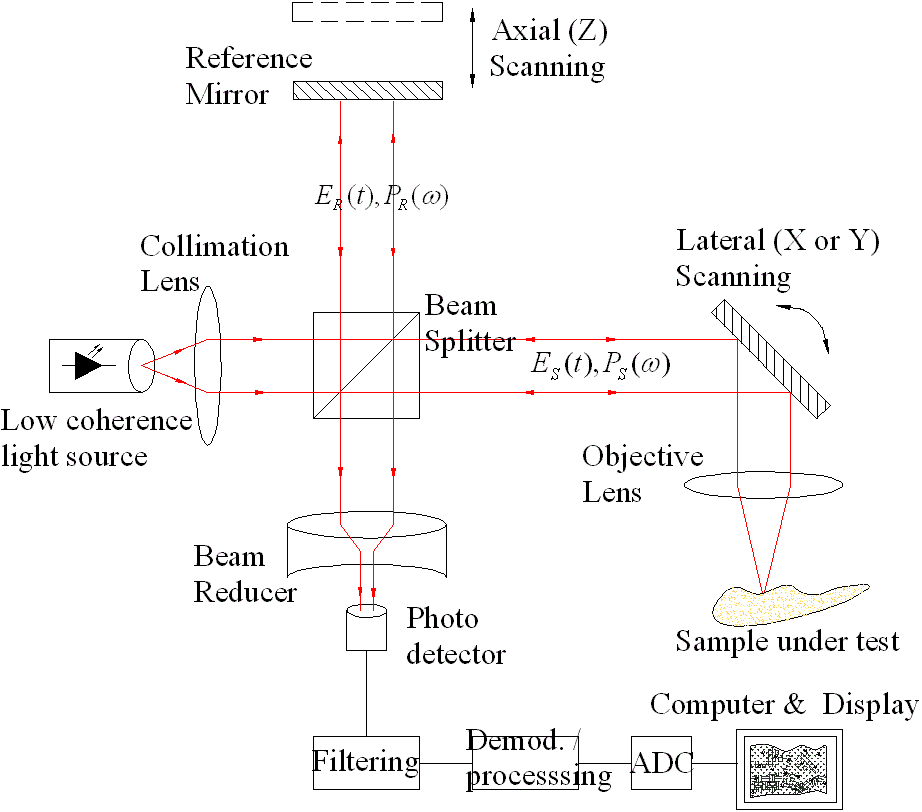 Axial (Z)
Scanning
Reference
Mirror
E_R(t), P_R(ω)
Collimation
Lens
Lateral (X or Y)
Scanning
Beam
Splitter
E_S(t), P_S(ω)
Low coherence
light source
Objective
Lens
Beam
Reducer
Photo
detector
Sample under test
Computer & Display
Filtering
Demod. /
processsing
ADC